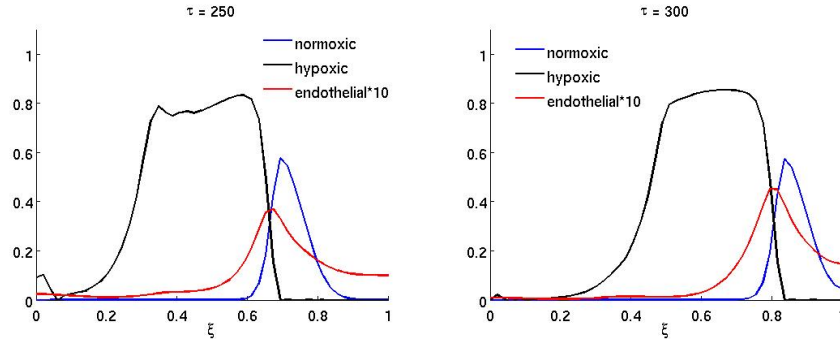 τ = 250
normoxic
hypoxic
endothelial*10
1
0.8
0.6
0.4
0.2
0
0 0.2 0.4 0.6 0.8 1
ξ
τ = 300
normoxic
hypoxic
endothelial*10
1
0.8
0.6
0.4
0.2
0
0 0.2 0.4 0.6 0.8 1
ξ